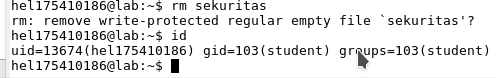 hel175410186@lab:~$ rm sekuritas
rm: remove write-protected regular empty file `sekuritas'?
hel175410186@lab:~$ id
uid=13674(hel175410186) gid=103(student) groups=103(student)
hel175410186@lab:~$